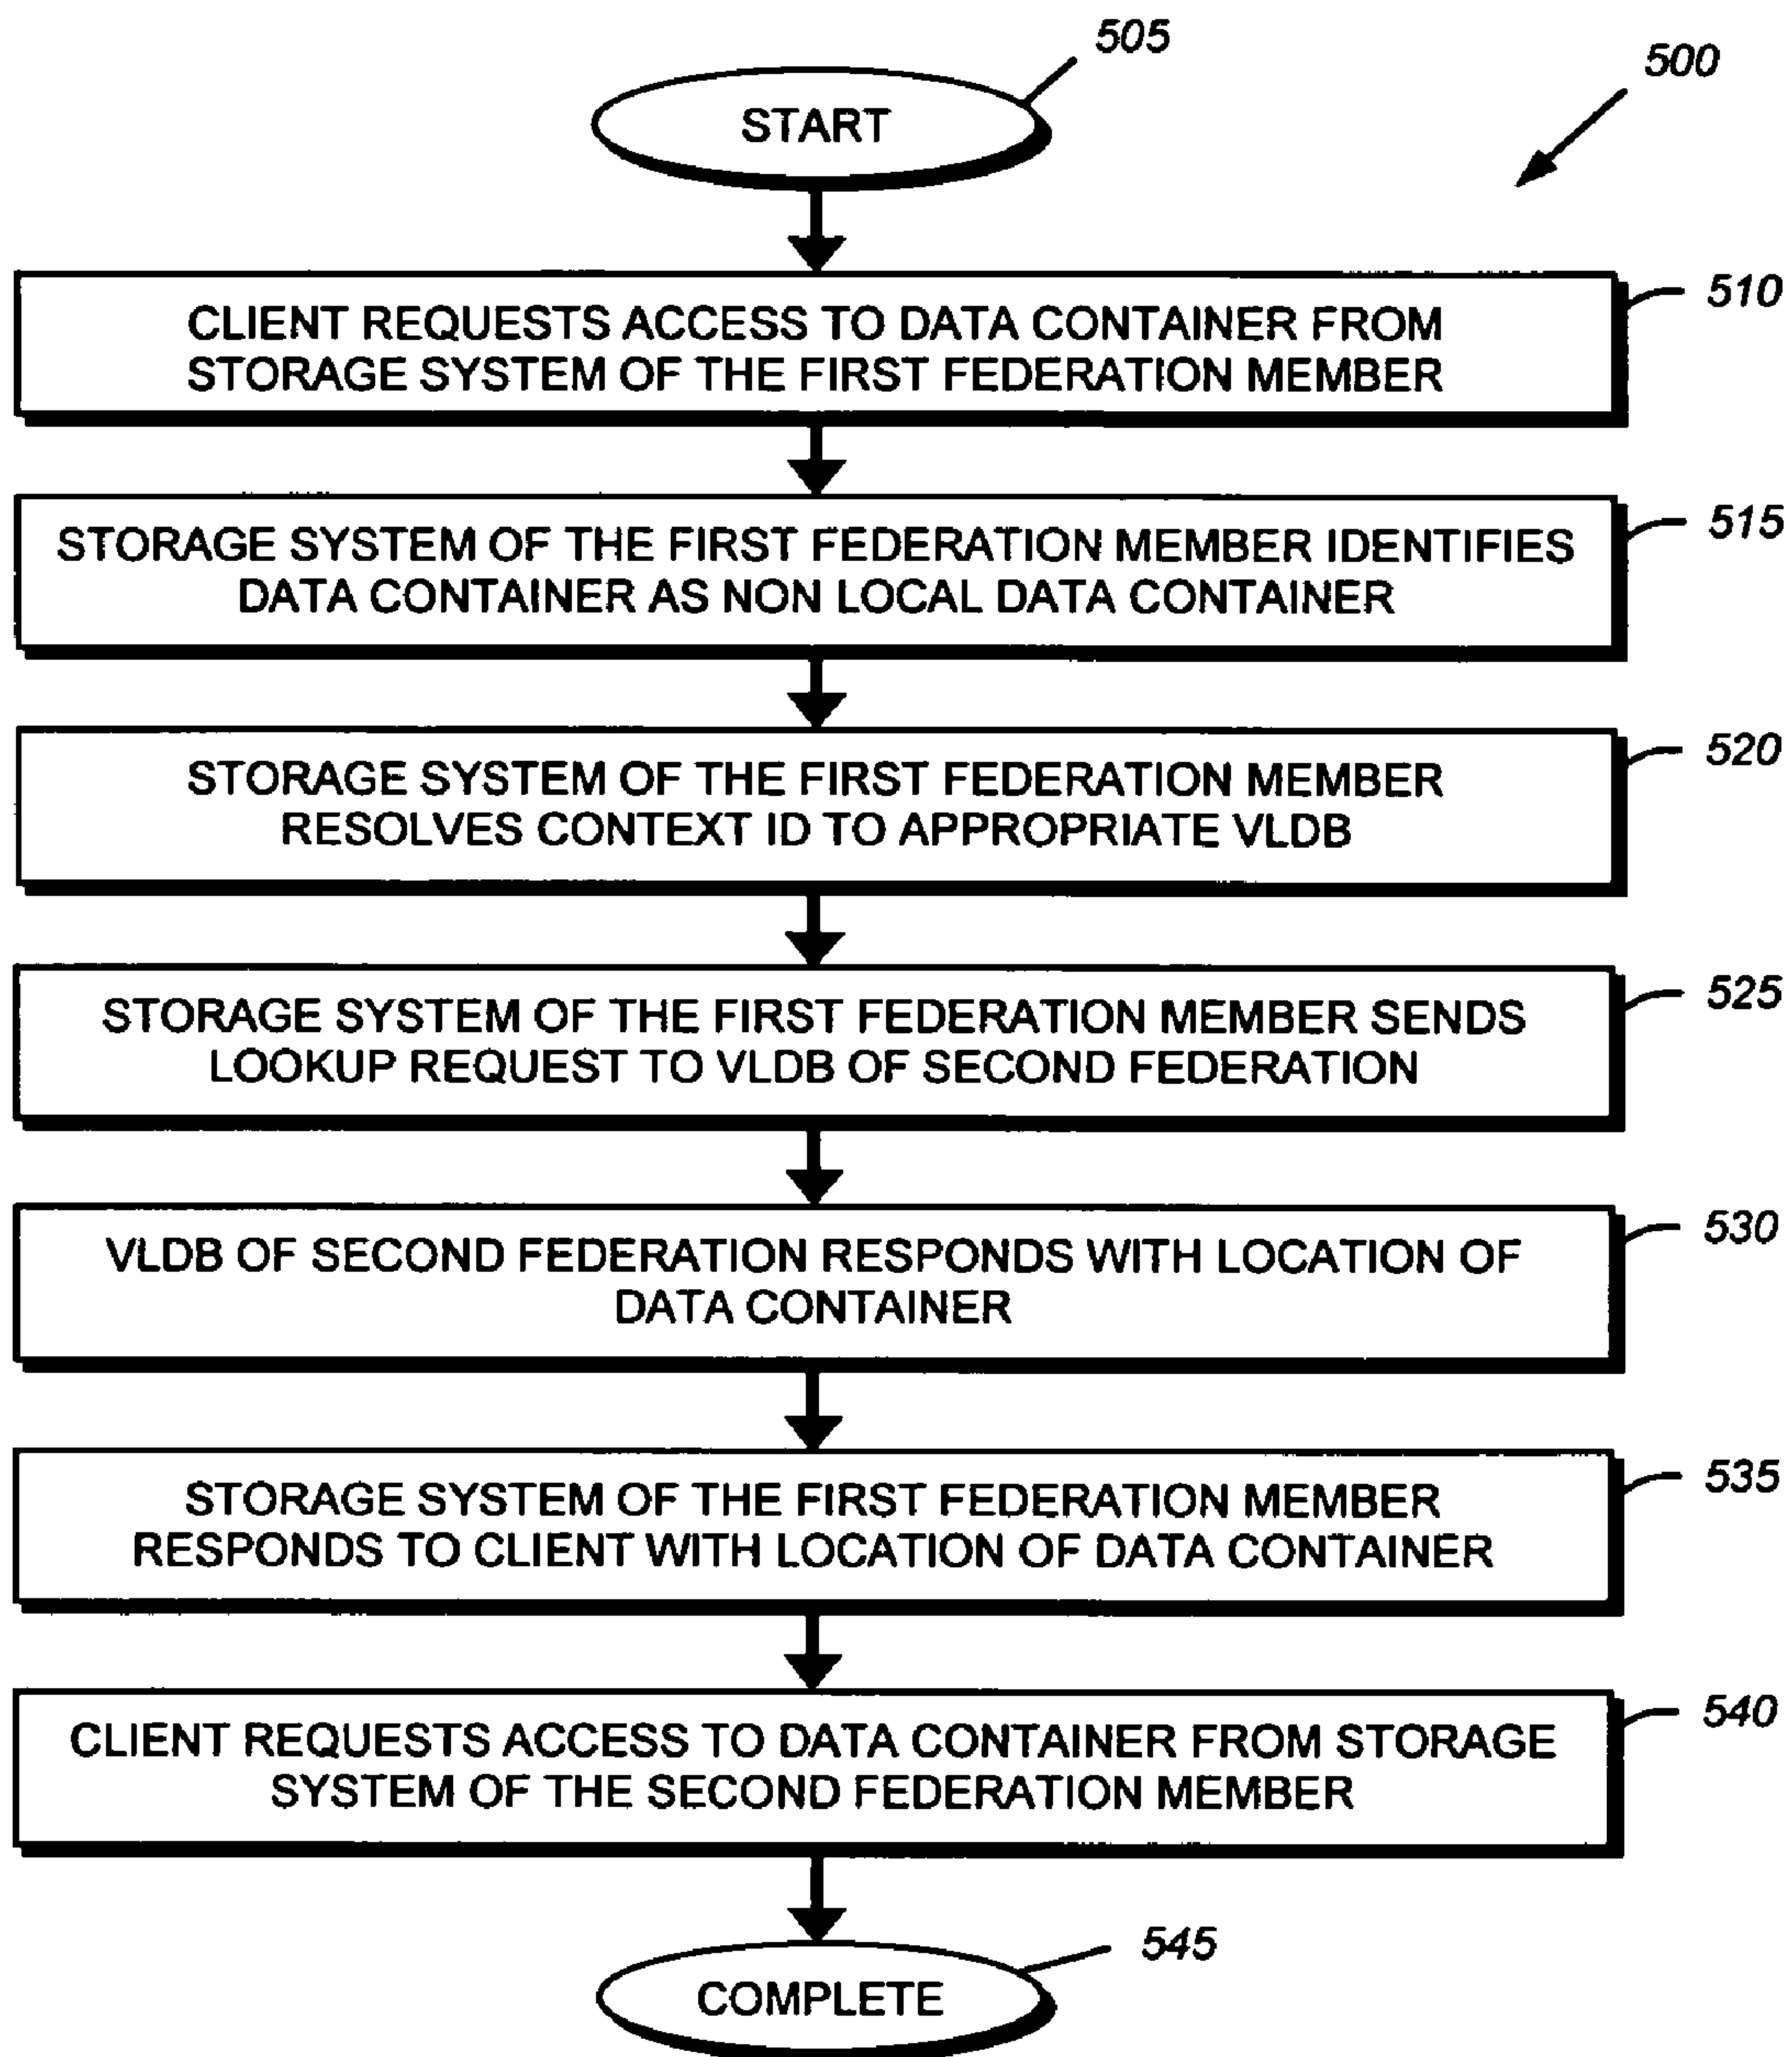 505
500
START
510
CLIENT REQUESTS ACCESS TO DATA CONTAINER FROM
STORAGE SYSTEM OF THE FIRST FEDERATION MEMBER
515
STORAGE SYSTEM OF THE FIRST FEDERATION MEMBER IDENTIFIES
DATA CONTAINER AS NON LOCAL DATA CONTAINER
520
STORAGE SYSTEM OF THE FIRST FEDERATION MEMBER
RESOLVES CONTEXT ID TO APPROPRIATE VLDB
525
STORAGE SYSTEM OF THE FIRST FEDERATION MEMBER SENDS
LOOKUP REQUEST TO VLDB OF SECOND FEDERATION
530
VLDB OF SECOND FEDERATION RESPONDS WITH LOCATION OF
DATA CONTAINER
535
STORAGE SYSTEM OF THE FIRST FEDERATION MEMBER
RESPONDS TO CLIENT WITH LOCATION OF DATA CONTAINER
540
CLIENT REQUESTS ACCESS TO DATA CONTAINER FROM STORAGE
SYSTEM OF THE SECOND FEDERATION MEMBER
545
COMPLETE